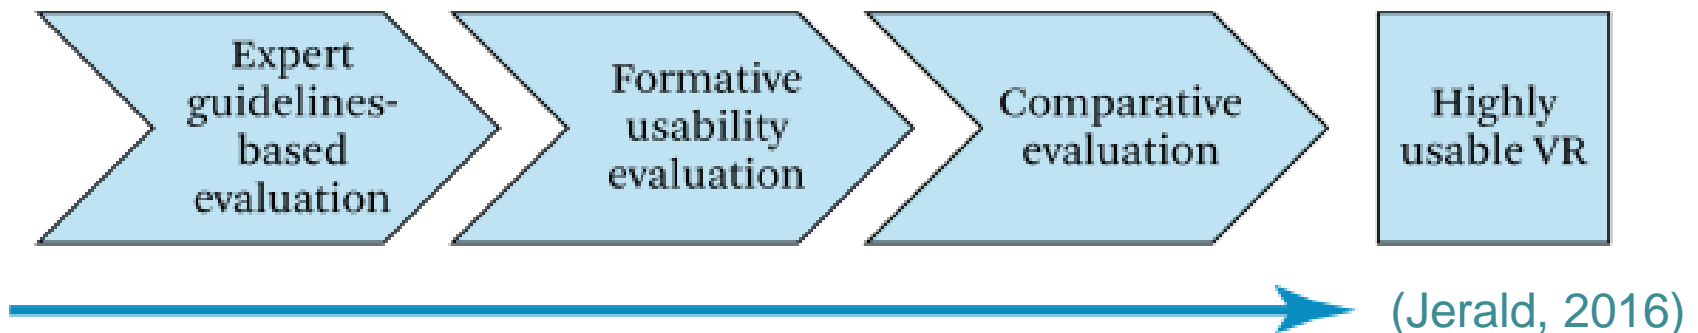 Expert
guidelines-
based
evaluation
Formative
usability
evaluation
Comparative
evaluation
Highly
usable VR
(Jerald, 2016)